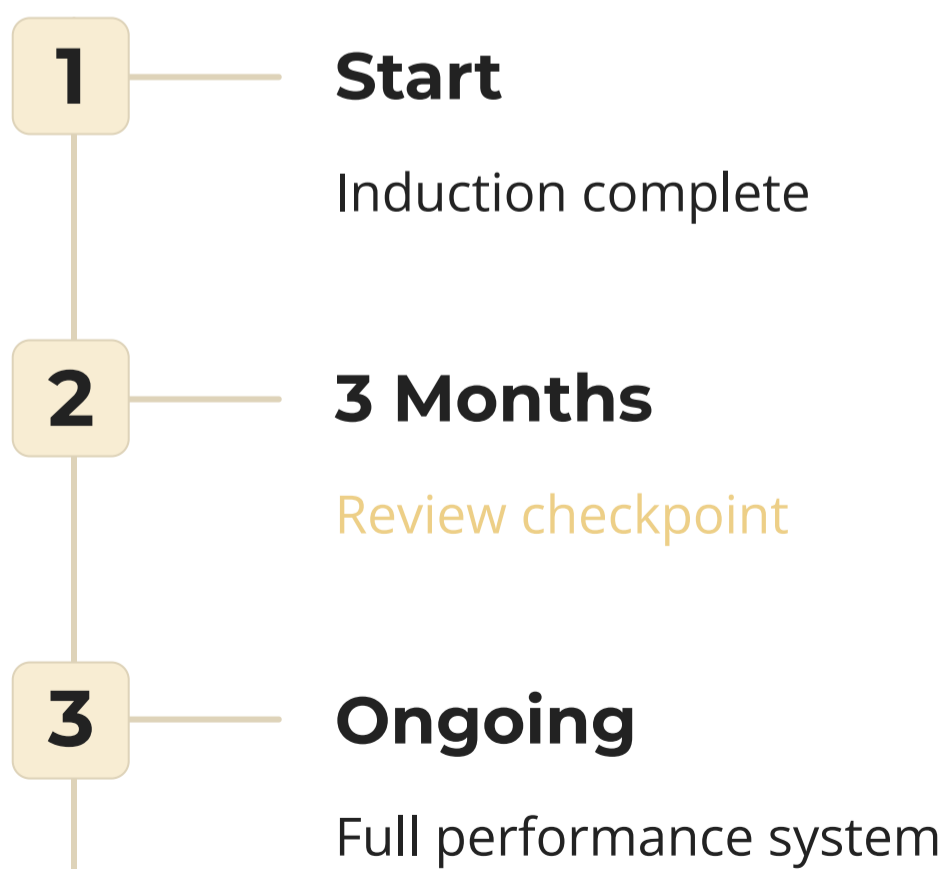 1
Start
Induction complete
2
3 Months
Review checkpoint
3
Ongoing
Full performance system